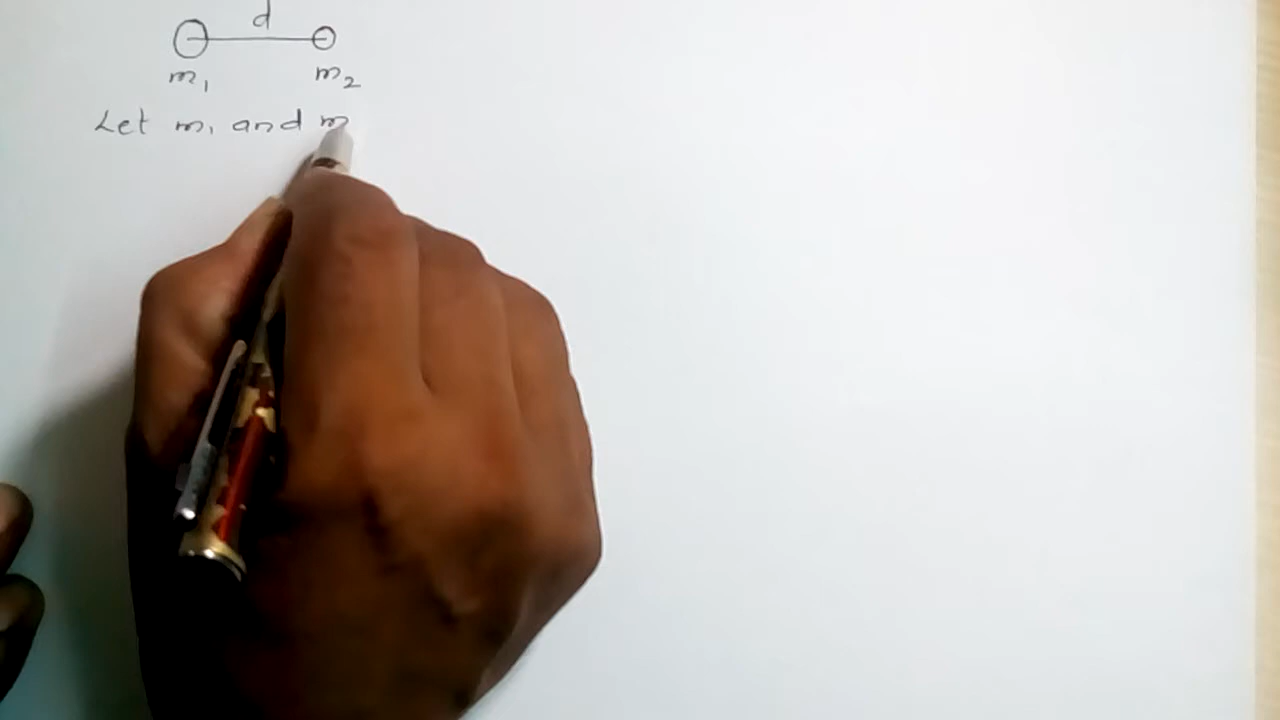 d
m₁ m₂
Let m₁ and m